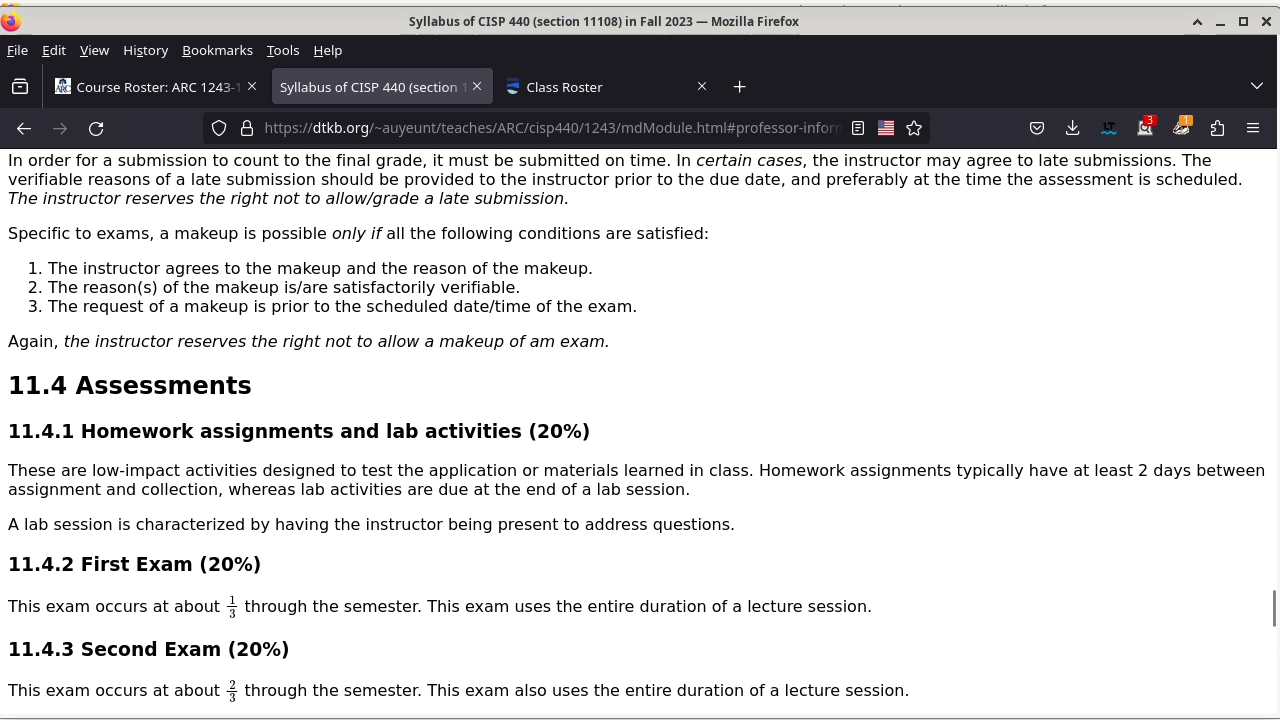 Syllabus of CISP 440 (section 11108) in Fall 2023 — Mozilla Firefox
File Edit View History Bookmarks Tools Help
Course Roster: ARC 1243-1
Syllabus of CISP 440 (section 1
Class Roster
https://dtkb.org/~auyeunt/teaches/ARC/cisp440/1243/mdModule.html#professor-inforn
3
1
In order for a submission to count to the final grade, it must be submitted on time. In certain cases, the instructor may agree to late submissions. The
verifiable reasons of a late submission should be provided to the instructor prior to the due date, and preferably at the time the assessment is scheduled.
The instructor reserves the right not to allow/grade a late submission.
Specific to exams, a makeup is possible only if all the following conditions are satisfied:
1. The instructor agrees to the makeup and the reason of the makeup.
2. The reason(s) of the makeup is/are satisfactorily verifiable.
3. The request of a makeup is prior to the scheduled date/time of the exam.
Again, the instructor reserves the right not to allow a makeup of am exam.
11.4 Assessments
11.4.1 Homework assignments and lab activities (20%)
These are low-impact activities designed to test the application or materials learned in class. Homework assignments typically have at least 2 days between
assignment and collection, whereas lab activities are due at the end of a lab session.
A lab session is characterized by having the instructor being present to address questions.
11.4.2 First Exam (20%)
This exam occurs at about 1/3 through the semester. This exam uses the entire duration of a lecture session.
11.4.3 Second Exam (20%)
This exam occurs at about 2/3 through the semester. This exam also uses the entire duration of a lecture session.